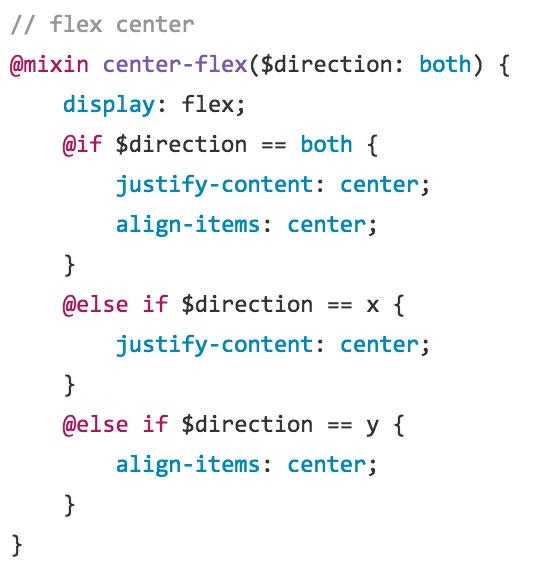 // flex center
@mixin center-flex($direction: both) {
    display: flex;
    @if $direction == both {
        justify-content: center;
        align-items: center;
    }
    @else if $direction == x {
        justify-content: center;
    }
    @else if $direction == y {
        align-items: center;
    }
}